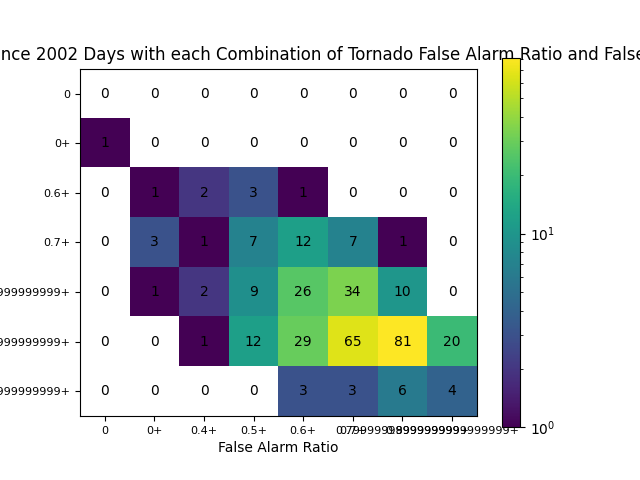 nce 2002 Days with each Combination of Tornado False Alarm Ratio and False
0 0 0 0 0 0 0 0 0
0+ 1 0 0 0 0 0 0 0
0.6+ 0 1 2 3 1 0 0 0
0.7+ 0 3 1 7 12 7 1 0
999999999+ 0 1 2 9 26 34 10 0
999999999+ 0 0 1 12 29 65 81 20
999999999+ 0 0 0 0 3 3 6 4
0 0+ 0.4+ 0.5+ 0.6+
False Alarm Ratio
10¹
10⁰